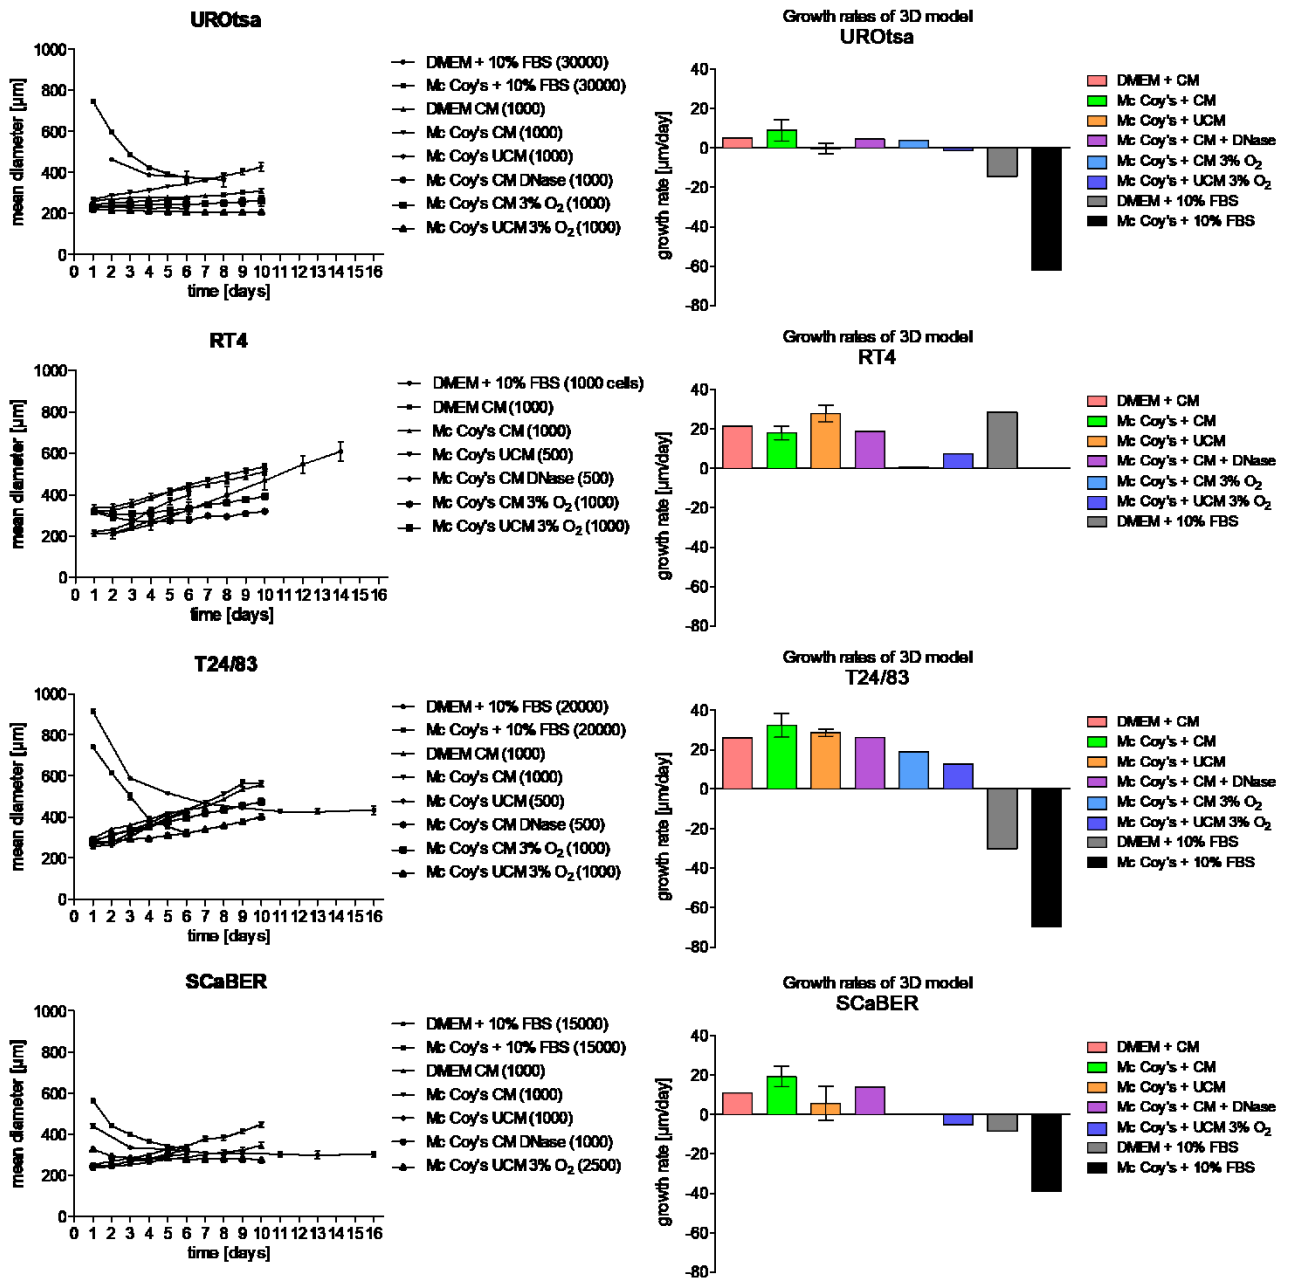 UROtsa
1000
800
600
400
200
0
mean diameter [µm]
0 1 2 3 4 5 6 7 8 9 10 11 12 13 14 15 16
time [days]
DMEM + 10% FBS (30000)
Mc Coy's + 10% FBS (30000)
DMEM CM (1000)
Mc Coy's CM (1000)
Mc Coy's UCM (1000)
Mc Coy's CM DNase (1000)
Mc Coy's CM 3% O2 (1000)
Mc Coy's UCM 3% O2 (1000)
Growth rates of 3D model
UROtsa
40
20
0
-20
-40
-60
-80
growth rate [µm/day]
DMEM + CM
Mc Coy's + CM
Mc Coy's + UCM
Mc Coy's + CM + DNase
Mc Coy's + CM 3% O2
Mc Coy's + UCM 3% O2
DMEM + 10% FBS
Mc Coy's + 10% FBS
RT4
1000
800
600
400
200
0
mean diameter [µm]
0 1 2 3 4 5 6 7 8 9 10 11 12 13 14 15 16
time [days]
DMEM + 10% FBS (1000 cells)
DMEM CM (1000)
Mc Coy's CM (1000)
Mc Coy's UCM (500)
Mc Coy's CM DNase (500)
Mc Coy's CM 3% O2 (1000)
Mc Coy's UCM 3% O2 (1000)
Growth rates of 3D model
RT4
40
20
0
-20
-40
-60
-80
growth rate [µm/day]
DMEM + CM
Mc Coy's + CM
Mc Coy's + UCM
Mc Coy's + CM + DNase
Mc Coy's + CM 3% O2
Mc Coy's + UCM 3% O2
DMEM + 10% FBS
T24/83
1000
800
600
400
200
0
mean diameter [µm]
0 1 2 3 4 5 6 7 8 9 10 11 12 13 14 15 16
time [days]
DMEM + 10% FBS (20000)
Mc Coy's + 10% FBS (20000)
DMEM CM (1000)
Mc Coy's CM (1000)
Mc Coy's UCM (500)
Mc Coy's CM DNase (500)
Mc Coy's CM 3% O2 (1000)
Mc Coy's UCM 3% O2 (1000)
Growth rates of 3D model
T24/83
40
20
0
-20
-40
-60
-80
growth rate [µm/day]
DMEM + CM
Mc Coy's + CM
Mc Coy's + UCM
Mc Coy's + CM + DNase
Mc Coy's + CM 3% O2
Mc Coy's + UCM 3% O2
DMEM + 10% FBS
Mc Coy's + 10% FBS
SCaBER
1000
800
600
400
200
0
mean diameter [µm]
0 1 2 3 4 5 6 7 8 9 10 11 12 13 14 15 16
time [days]
DMEM + 10% FBS (15000)
Mc Coy's + 10% FBS (15000)
DMEM CM (1000)
Mc Coy's CM (1000)
Mc Coy's UCM (1000)
Mc Coy's CM DNase (1000)
Mc Coy's UCM 3% O2 (2500)
Growth rates of 3D model
SCaBER
40
20
0
-20
-40
-60
-80
growth rate [µm/day]
DMEM + CM
Mc Coy's + CM
Mc Coy's + UCM
Mc Coy's + CM + DNase
Mc Coy's + UCM 3% O2
DMEM + 10% FBS
Mc Coy's + 10% FBS